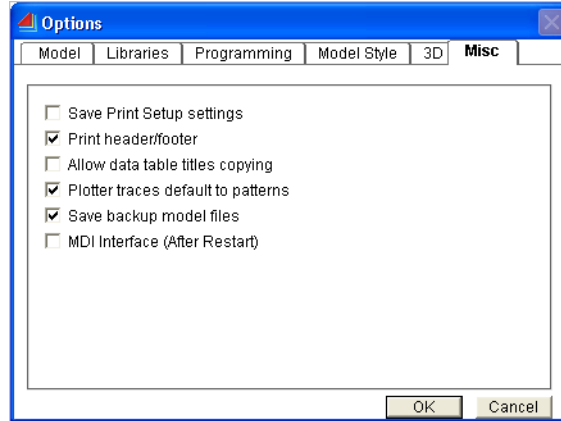 Options
Model Libraries Programming Model Style 3D Misc
Save Print Setup settings
Print header/footer
Allow data table titles copying
Plotter traces default to patterns
Save backup model files
MDI Interface (After Restart)
OK Cancel